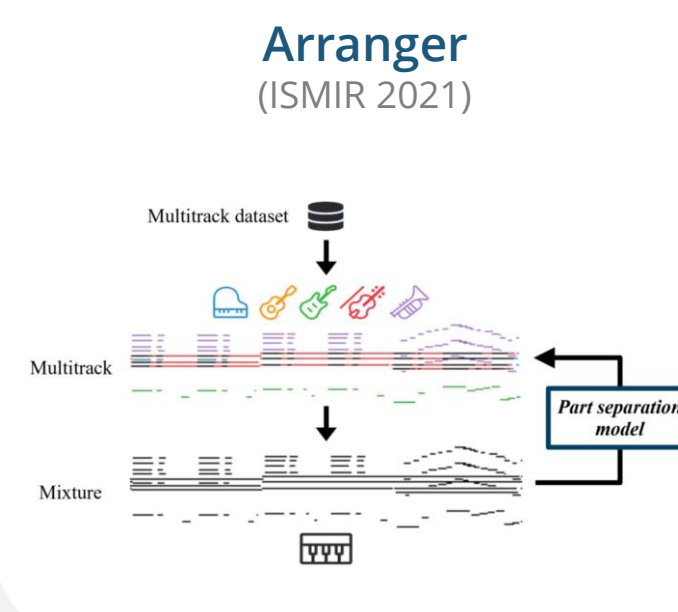 Arranger
(ISMIR 2021)
Multitrack dataset
Multitrack
Part separation
model
Mixture